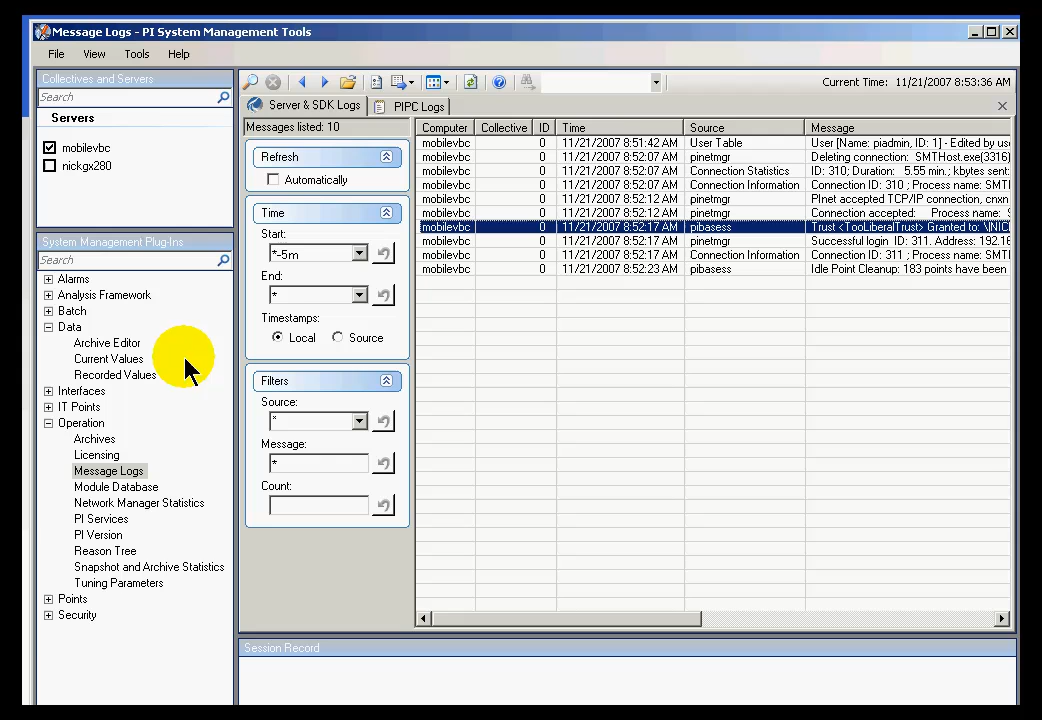 Message Logs - PI System Management Tools
File View Tools Help
Collectives and Servers
Search
Servers
mobilevbc
nickgx280
System Management Plug-Ins
Search
Alarms
Analysis Framework
Batch
Data
Archive Editor
Current Values
Recorded Values
Interfaces
IT Points
Operation
Archives
Licensing
Message Logs
Module Database
Network Manager Statistics
PI Services
PI Version
Reason Tree
Snapshot and Archive Statistics
Tuning Parameters
Points
Security
Current Time: 11/21/2007 8:53:36 AM
Server & SDK Logs PIPC Logs
Messages listed: 10
Refresh
Automatically
Time
Start:
*-5m
End:
*
Timestamps:
Local Source
Filters
Source:
*
Message:
*
Count:
Computer Collective ID Time Source Message
mobilevbc 0 11/21/2007 8:51:42 AM User Table User [Name: piadmin, ID: 1] - Edited by us
mobilevbc 0 11/21/2007 8:52:07 AM pinetmgr Deleting connection: SMTHost.exe(3316)
mobilevbc 0 11/21/2007 8:52:07 AM Connection Statistics ID: 310; Duration: 5.55 min.; kbytes sent:
mobilevbc 0 11/21/2007 8:52:07 AM Connection Information Connection ID: 310 ; Process name: SMT
mobilevbc 0 11/21/2007 8:52:12 AM pinetmgr PInet accepted TCP/IP connection, cnxn
mobilevbc 0 11/21/2007 8:52:12 AM pinetmgr Connection accepted: Process name:
mobilevbc 0 11/21/2007 8:52:17 AM pibasess Trust <TooLiberalTrust> Granted to: \\NIC
mobilevbc 0 11/21/2007 8:52:17 AM pinetmgr Successful login ID: 311. Address: 192.16
mobilevbc 0 11/21/2007 8:52:17 AM Connection Information Connection ID: 311 ; Process name: SMT
mobilevbc 0 11/21/2007 8:52:23 AM pibasess Idle Point Cleanup: 183 points have been
Session Record